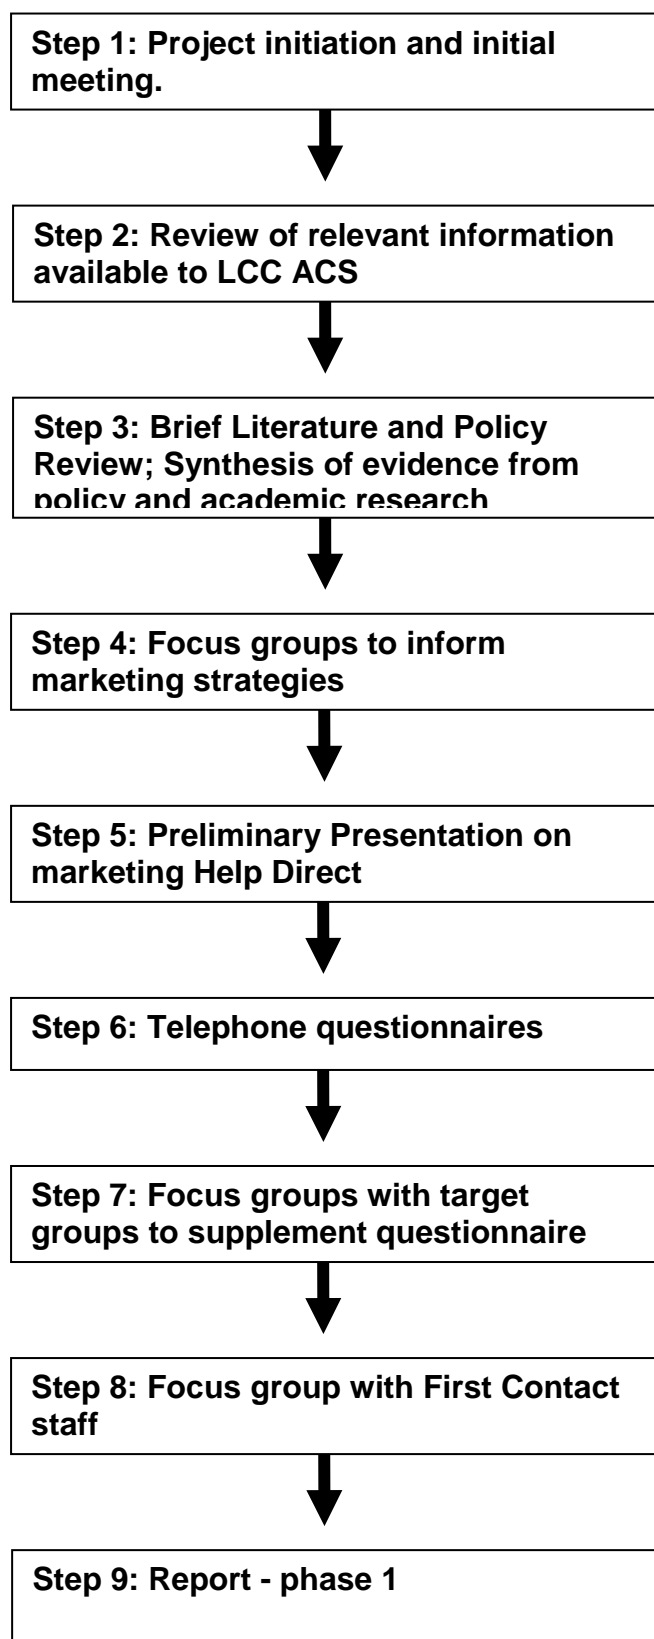 Step 1: Project initiation and initial
meeting.
Step 2: Review of relevant information
available to LCC ACS
Step 3: Brief Literature and Policy
Review; Synthesis of evidence from
policy and academic research
Step 4: Focus groups to inform
marketing strategies
Step 5: Preliminary Presentation on
marketing Help Direct
Step 6: Telephone questionnaires
Step 7: Focus groups with target
groups to supplement questionnaire
Step 8: Focus group with First Contact
staff
Step 9: Report - phase 1